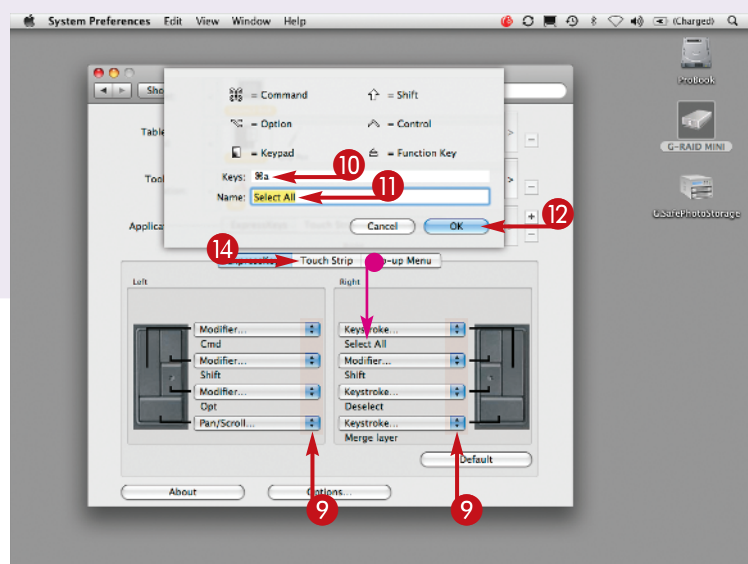 System Preferences Edit View Window Help (Charged)
ProBook
G-RAID MINI
GSafePhotoStorage
Sho
⌘ = Command ⇧ = Shift
⌥ = Option ⌃ = Control
= Keypad = Function Key
Table
Tool
Applica
Keys: ⌘a
Name: Select All
Cancel OK
10
11
12
14
Touch Strip Pop-up Menu
Left Right
Modifier... Keystroke...
Cmd Select All
Modifier... Modifier...
Shift Shift
Modifier... Keystroke...
Opt Deselect
Pan/Scroll... Keystroke...
Merge layer
Default
About Options...
9 9